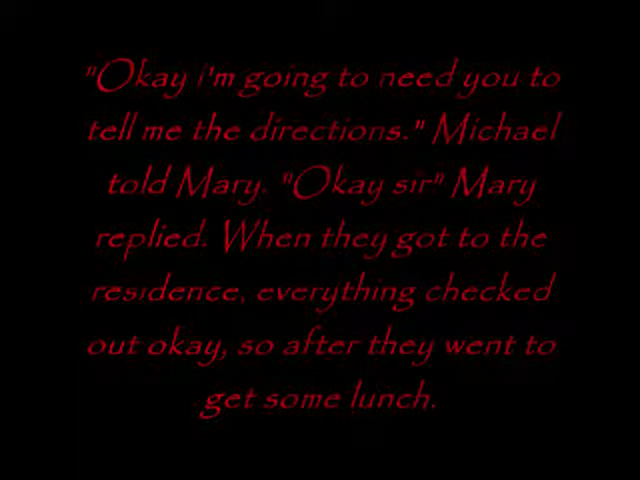 "Okay i'm going to need you to
tell me the directions." Michael
told Mary. "Okay sir" Mary
replied. When they got to the
residence, everything checked
out okay, so after they went to
get some lunch.